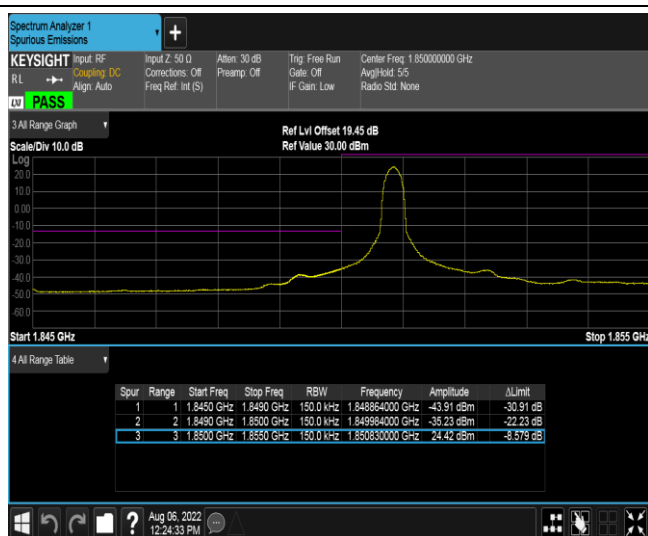 Spectrum Analyzer 1
Spurious Emissions
+
KEYSIGHT Input: RF Input Z: 50 Ω Atten: 30 dB Trig: Free Run Center Freq: 1.850000000 GHz
RL Coupling: DC Corrections: Off Preamp: Off Gate: Off Avg|Hold: 5/5
Align: Auto Freq Ref: Int (S) IF Gain: Low Radio Std: None
LXI PASS
3 All Range Graph
Ref Lvl Offset 19.45 dB
Scale/Div 10.0 dB Ref Value 30.00 dBm
Log
20.0
10.0
0.00
-10.0
-20.0
-30.0
-40.0
-50.0
-60.0
Start 1.845 GHz Stop 1.855 GHz
4 All Range Table
Spur Range Start Freq Stop Freq RBW Frequency Amplitude ΔLimit
1 1 1.8450 GHz 1.8490 GHz 150.0 kHz 1.848864000 GHz -43.91 dBm -30.91 dB
2 2 1.8490 GHz 1.8500 GHz 150.0 kHz 1.849984000 GHz -35.23 dBm -22.23 dB
3 3 1.8500 GHz 1.8550 GHz 150.0 kHz 1.850830000 GHz 24.42 dBm -8.579 dB
? Aug 06, 2022
12:24:33 PM